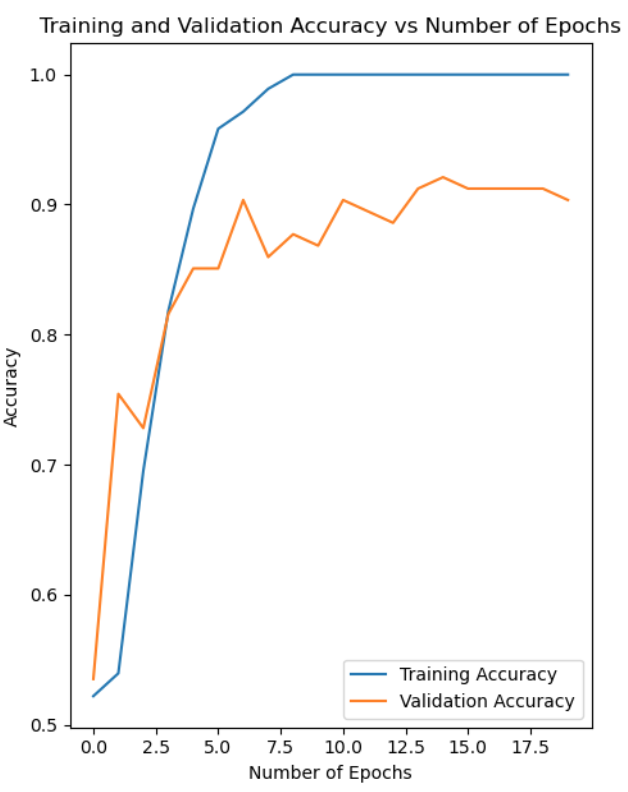 Training and Validation Accuracy vs Number of Epochs
1.0
0.9
0.8
0.7
0.6
0.5
Accuracy
Training Accuracy
Validation Accuracy
0.0 2.5 5.0 7.5 10.0 12.5 15.0 17.5
Number of Epochs